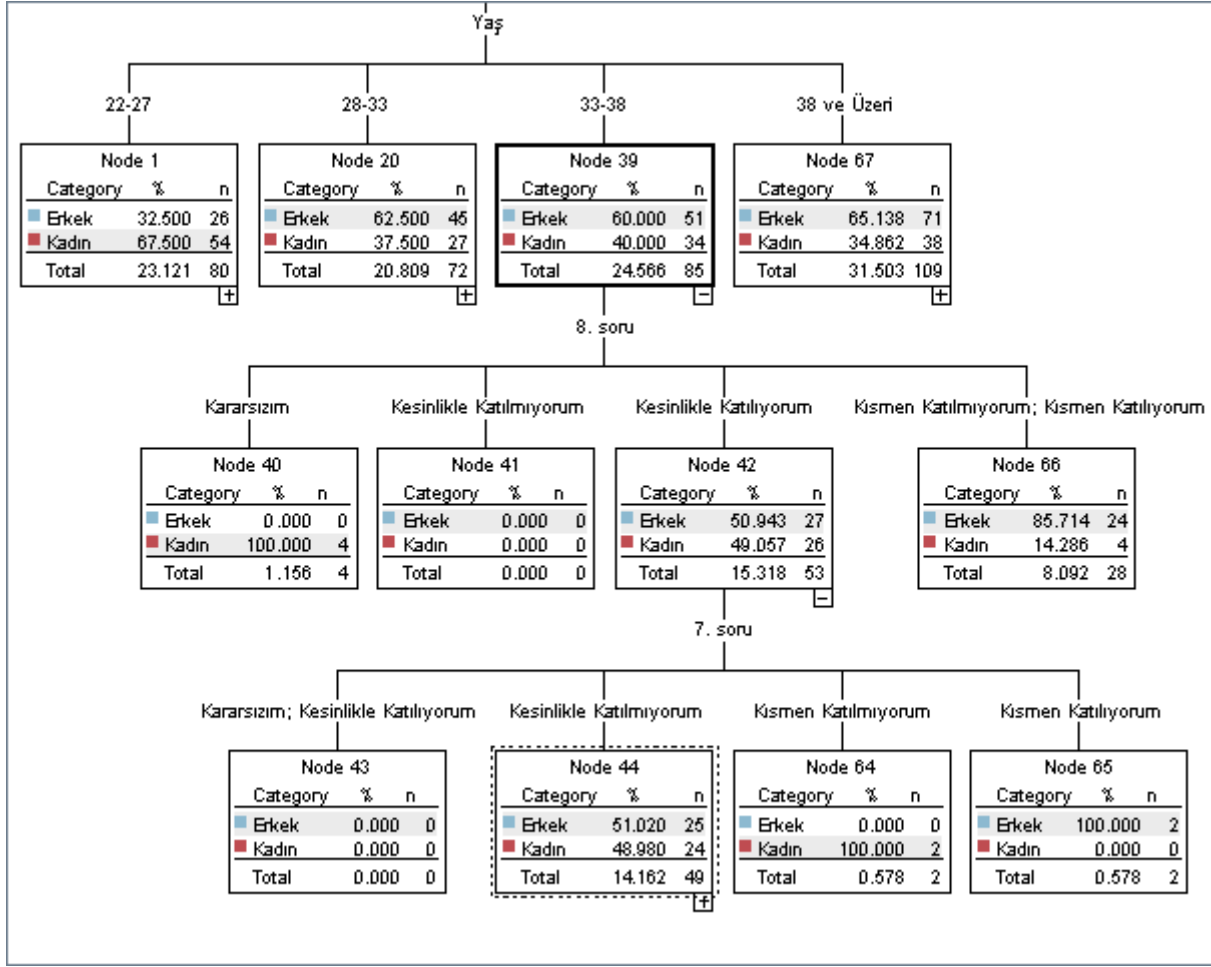 Yaş
22-27 28-33 33-38 38 ve Üzeri
Node 1 Node 20 Node 39 Node 67
Category % n Category % n Category % n Category % n
Erkek 32.500 26 Erkek 62.500 45 Erkek 60.000 51 Erkek 65.138 71
Kadın 67.500 54 Kadın 37.500 27 Kadın 40.000 34 Kadın 34.862 38
Total 23.121 80 Total 20.809 72 Total 24.566 85 Total 31.503 109
8. soru
Kararsızım Kesinlikle Katılmıyorum Kesinlikle Katılıyorum Kısmen Katılmıyorum; Kısmen Katılıyorum
Node 40 Node 41 Node 42 Node 66
Category % n Category % n Category % n Category % n
Erkek 0.000 0 Erkek 0.000 0 Erkek 50.943 27 Erkek 85.714 24
Kadın 100.000 4 Kadın 0.000 0 Kadın 49.057 26 Kadın 14.286 4
Total 1.156 4 Total 0.000 0 Total 15.318 53 Total 8.092 28
7. soru
Kararsızım; Kesinlikle Katılıyorum Kesinlikle Katılmıyorum Kısmen Katılmıyorum Kısmen Katılıyorum
Node 43 Node 44 Node 64 Node 65
Category % n Category % n Category % n Category % n
Erkek 0.000 0 Erkek 51.020 25 Erkek 0.000 0 Erkek 100.000 2
Kadın 0.000 0 Kadın 48.980 24 Kadın 100.000 2 Kadın 0.000 0
Total 0.000 0 Total 14.162 49 Total 0.578 2 Total 0.578 2